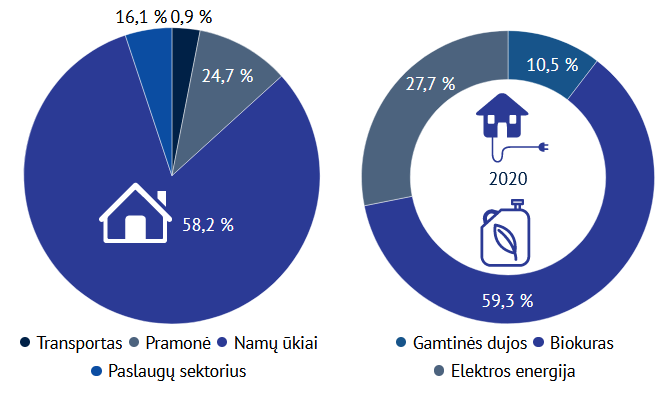 16,1 % 0,9 %
24,7 %
58,2 %
Transportas Pramonė Namų ūkiai
Paslaugų sektorius
10,5 %
27,7 %
2020
59,3 %
Gamtinės dujos Biokuras
Elektros energija